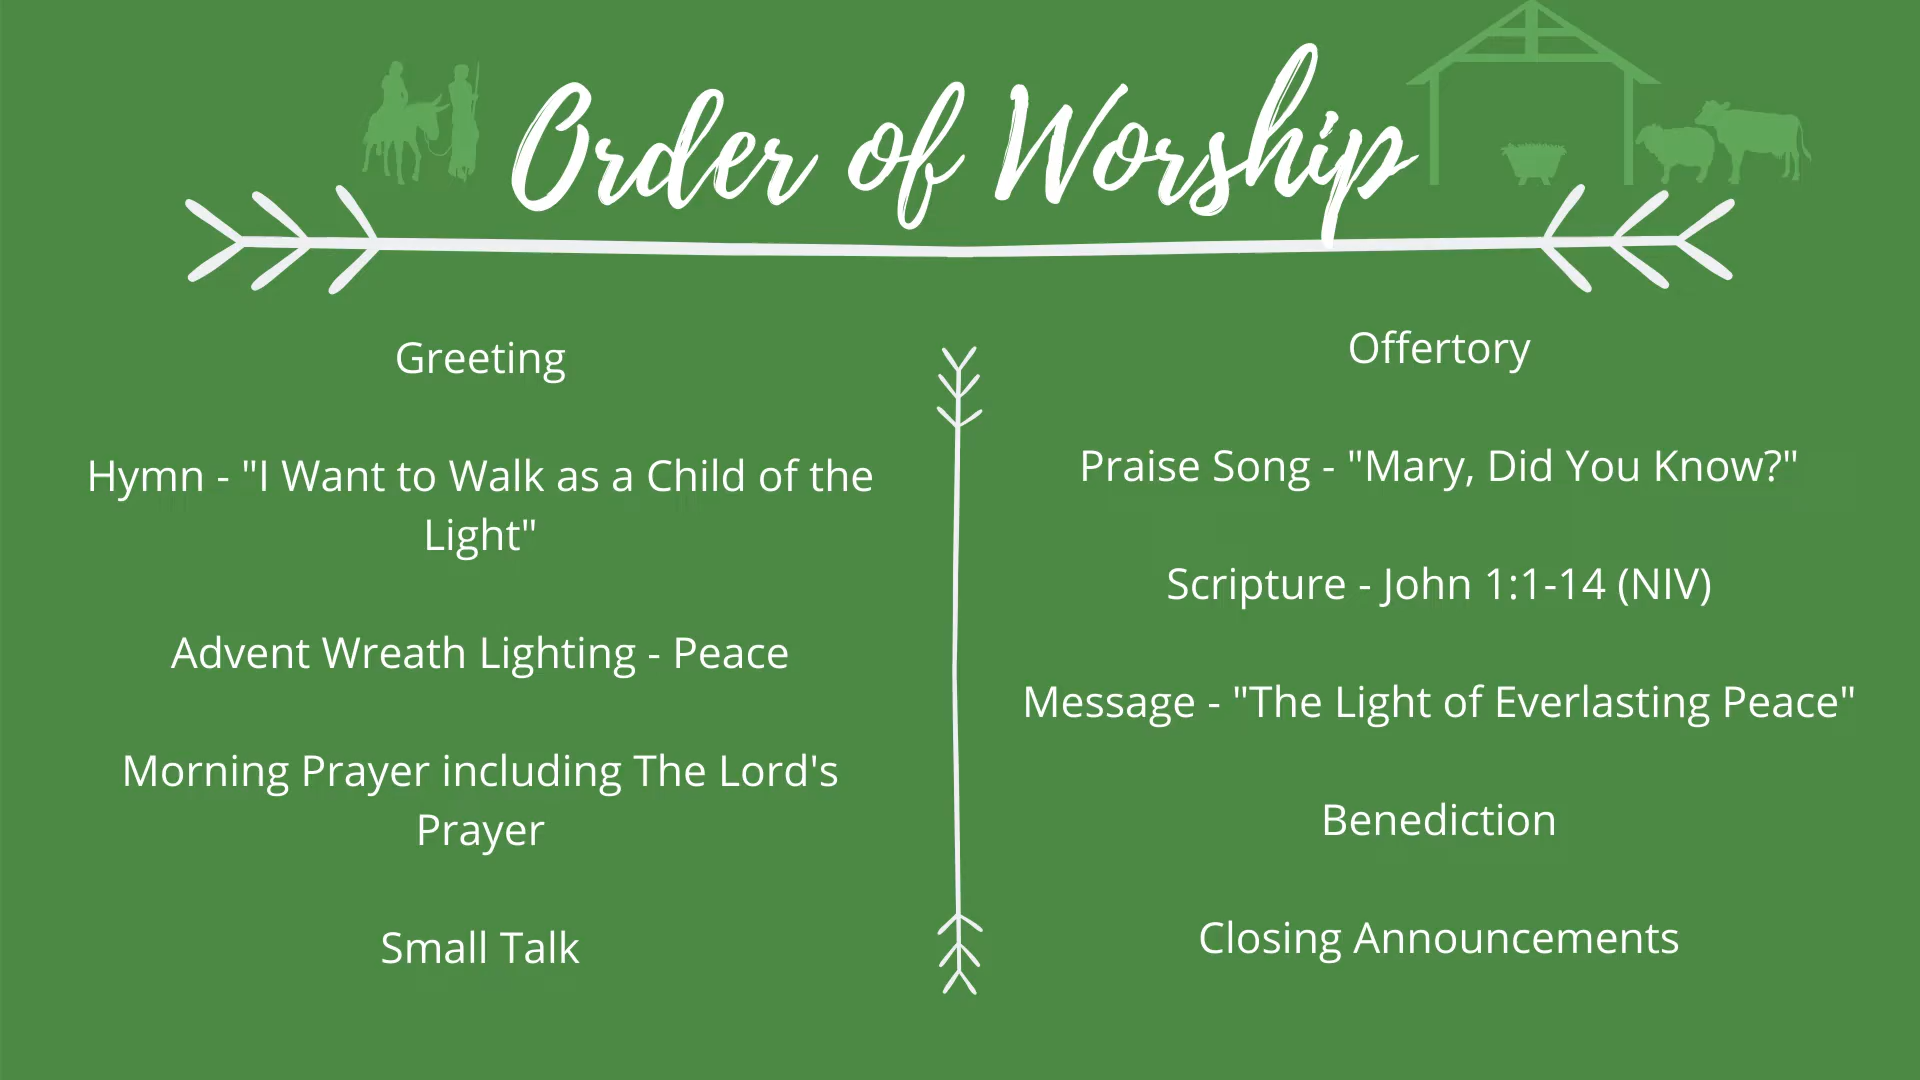 Order of Worship
Greeting
Hymn - "I Want to Walk as a Child of the
Light"
Advent Wreath Lighting - Peace
Morning Prayer including The Lord's
Prayer
Small Talk
Offertory
Praise Song - "Mary, Did You Know?"
Scripture - John 1:1-14 (NIV)
Message - "The Light of Everlasting Peace"
Benediction
Closing Announcements